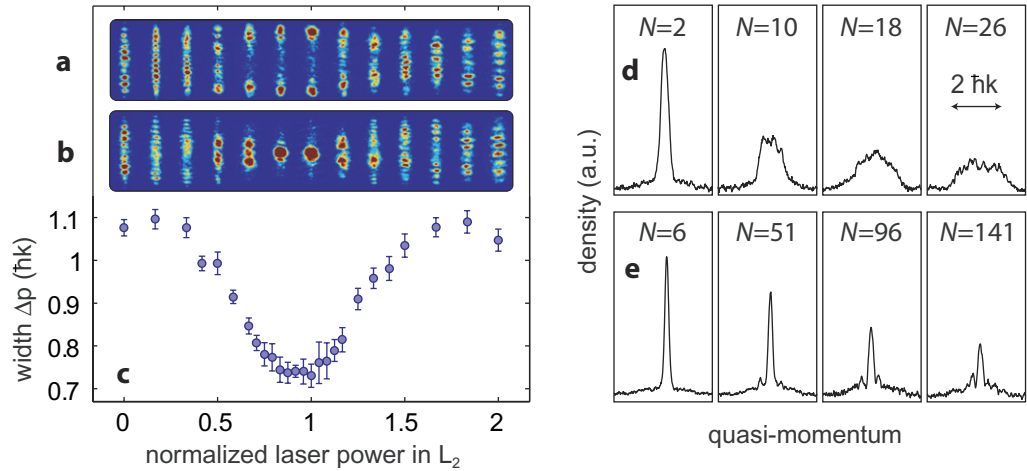 a
b
c
width Δp (ħk)
1.1
1
0.9
0.8
0.7
0
0.5
1
1.5
2
normalized laser power in L₂
d
N=2
N=10
N=18
N=26
2 ħk
e
N=6
N=51
N=96
N=141
density (a.u.)
quasi-momentum